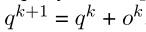 q^{k+1} = q^k + o^k